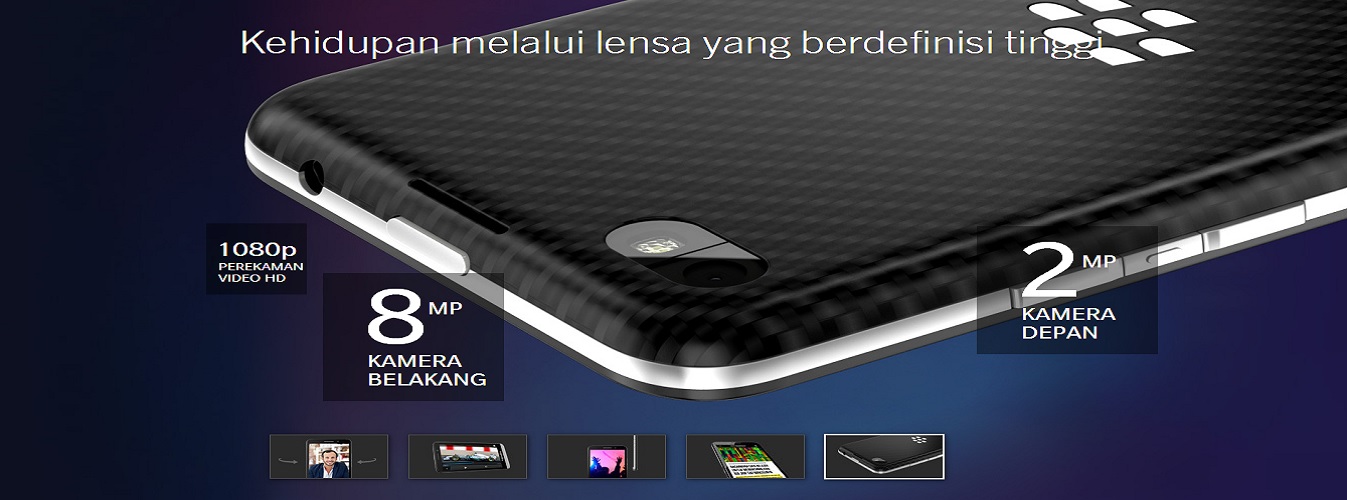 Kehidupan melalui lensa yang berdefinisi tinggi
1080p
PEREKAMAN
VIDEO HD
8 MP
KAMERA
BELAKANG
2 MP
KAMERA
DEPAN